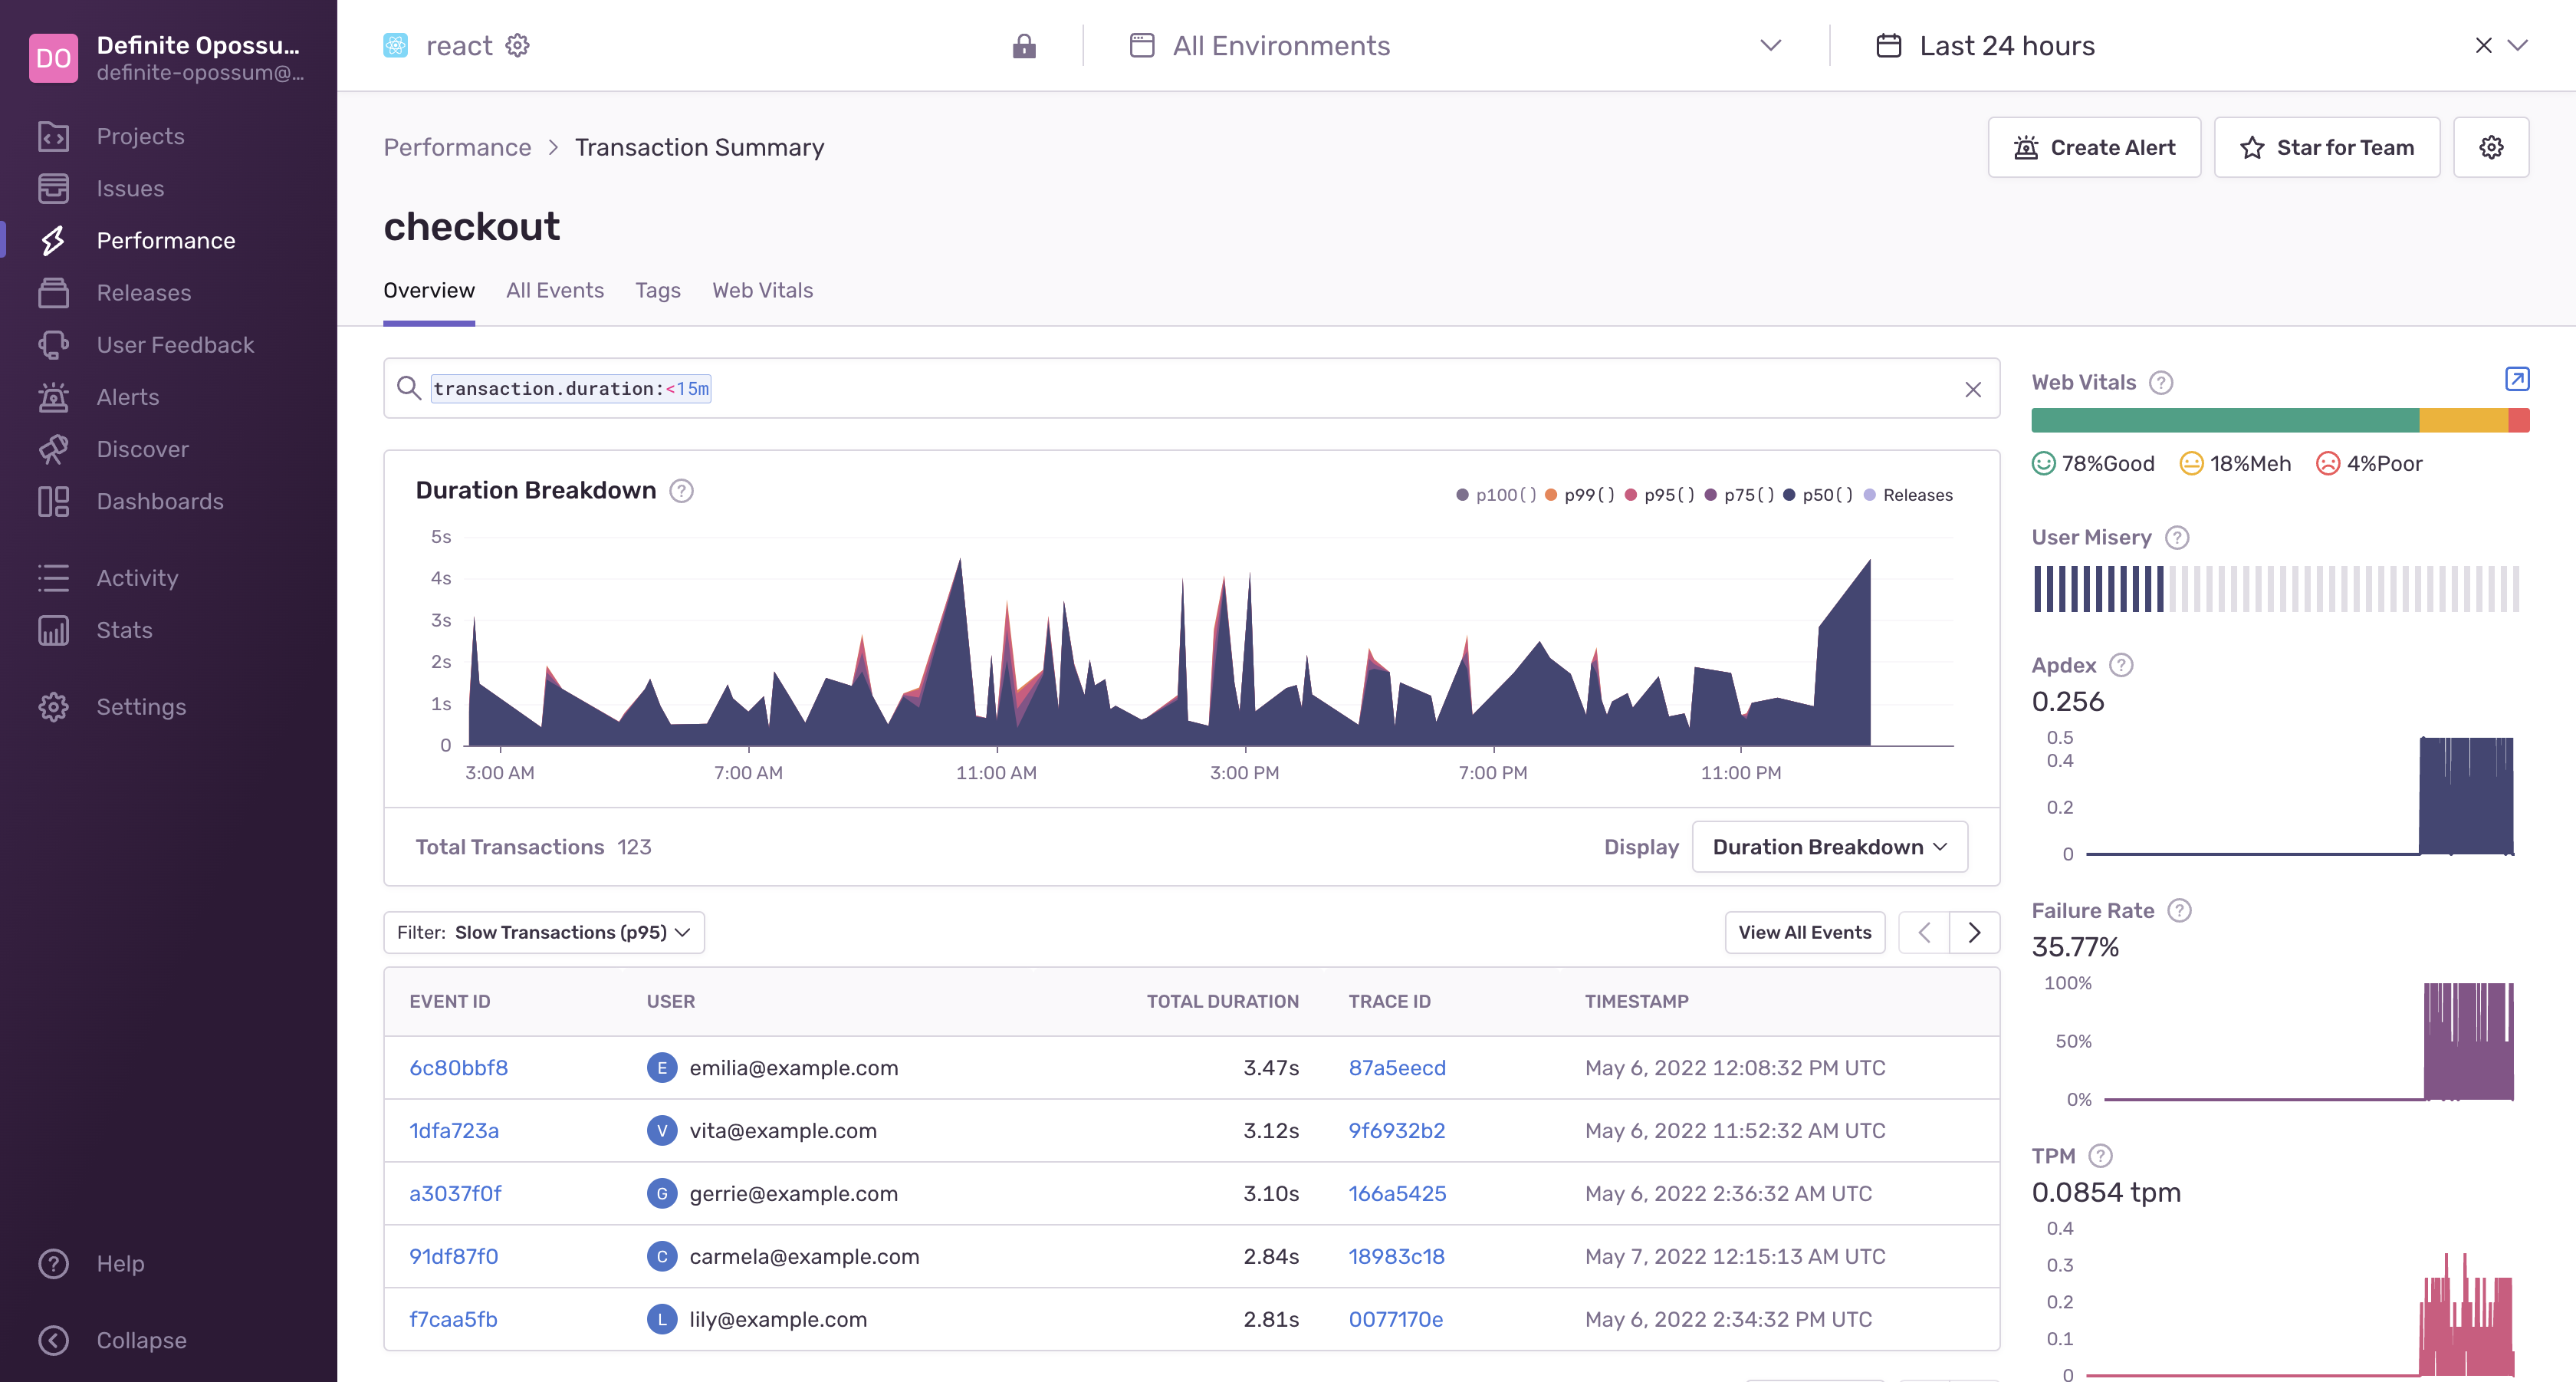 DO
Definite Opossu...
definite-opossum@...
Projects
Issues
Performance
Releases
User Feedback
Alerts
Discover
Dashboards
Activity
Stats
Settings
Help
Collapse
react
All Environments
Last 24 hours
Performance > Transaction Summary
Create Alert
Star for Team
checkout
Overview All Events Tags Web Vitals
transaction.duration:<15m
Duration Breakdown ?
p100() p99() p95() p75() p50() Releases
5s
4s
3s
2s
1s
0
3:00 AM 7:00 AM 11:00 AM 3:00 PM 7:00 PM 11:00 PM
Total Transactions 123
Display Duration Breakdown
Filter: Slow Transactions (p95)
View All Events
EVENT ID USER TOTAL DURATION TRACE ID TIMESTAMP
6c80bbf8 E emilia@example.com 3.47s 87a5eecd May 6, 2022 12:08:32 PM UTC
1dfa723a V vita@example.com 3.12s 9f6932b2 May 6, 2022 11:52:32 AM UTC
a3037f0f G gerrie@example.com 3.10s 166a5425 May 6, 2022 2:36:32 AM UTC
91df87f0 C carmela@example.com 2.84s 18983c18 May 7, 2022 12:15:13 AM UTC
f7caa5fb L lily@example.com 2.81s 0077170e May 6, 2022 2:34:32 PM UTC
Web Vitals ?
78%Good 18%Meh 4%Poor
User Misery ?
Apdex ?
0.256
0.5
0.4
0.2
0
Failure Rate ?
35.77%
100%
50%
0%
TPM ?
0.0854 tpm
0.4
0.3
0.2
0.1
0